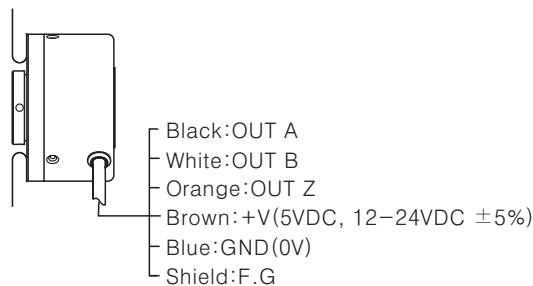 Black:OUT A
White:OUT B
Orange:OUT Z
Brown:+V(5VDC, 12-24VDC ±5%)
Blue:GND(0V)
Shield:F.G